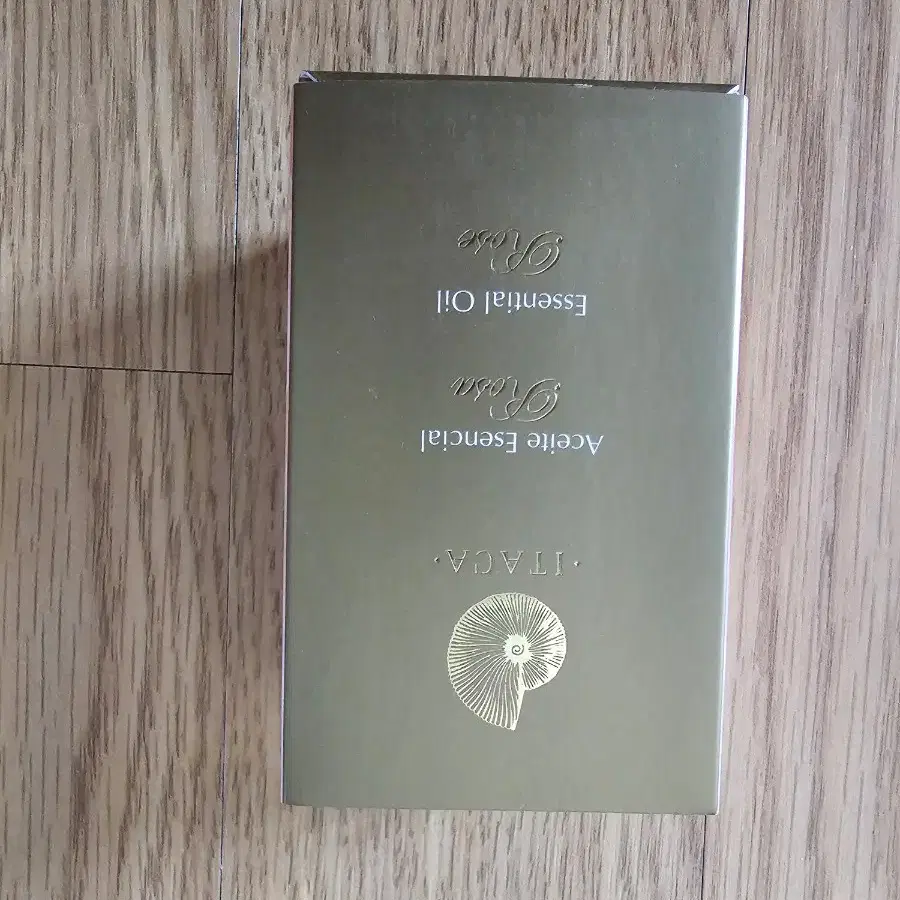 · ITACA ·
Aceite Esencial
Rosa
Essential Oil
Rose